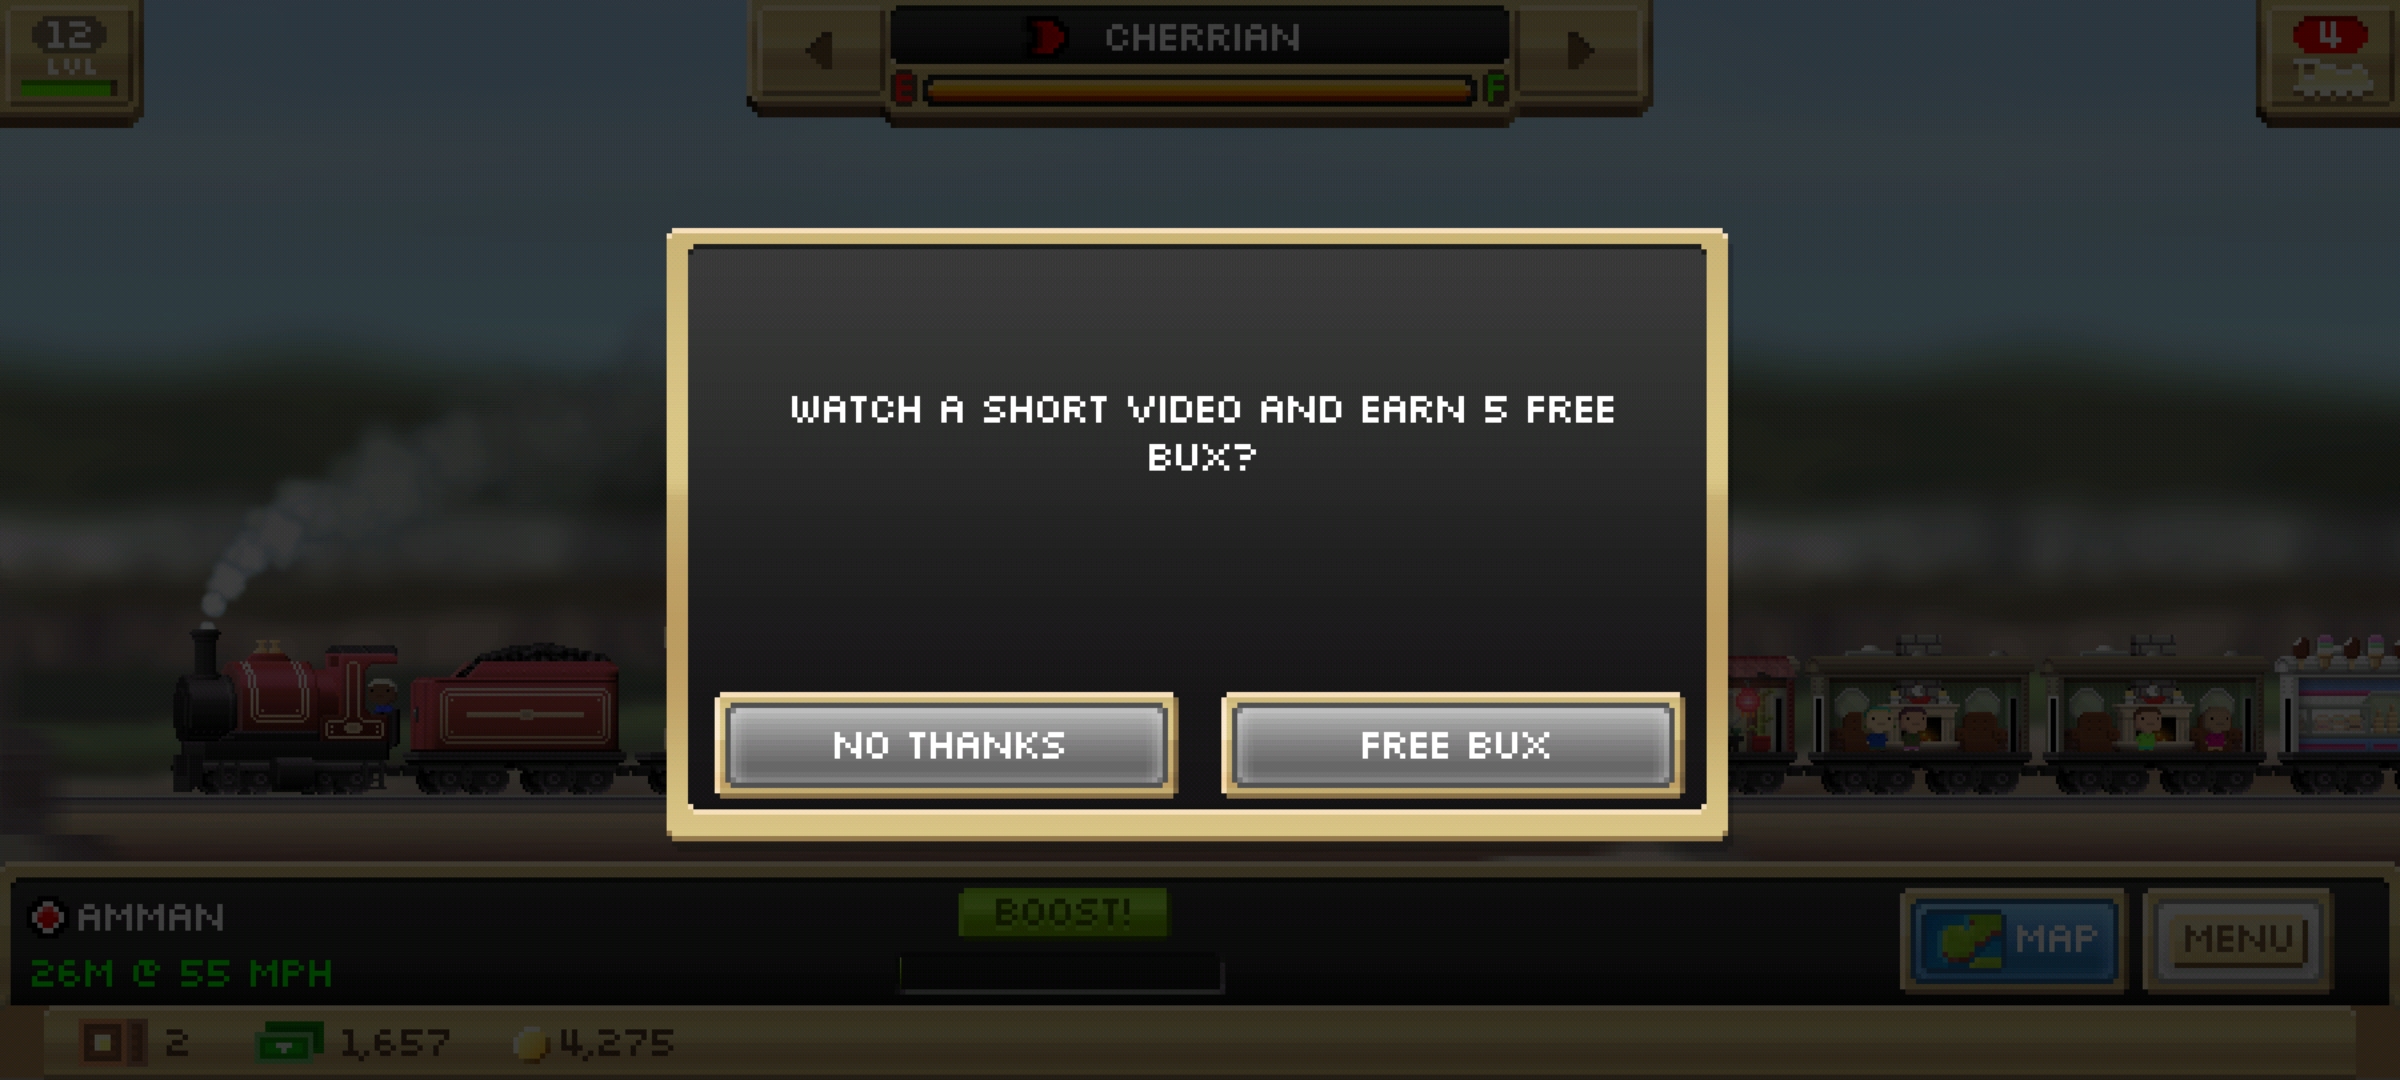 12
LVL
CHERRIAN
E F
4
WATCH A SHORT VIDEO AND EARN 5 FREE
BUX?
NO THANKS
FREE BUX
AMMAN
26M @ 55 MPH
BOOST!
MAP
MENU
2
1,657
4,275